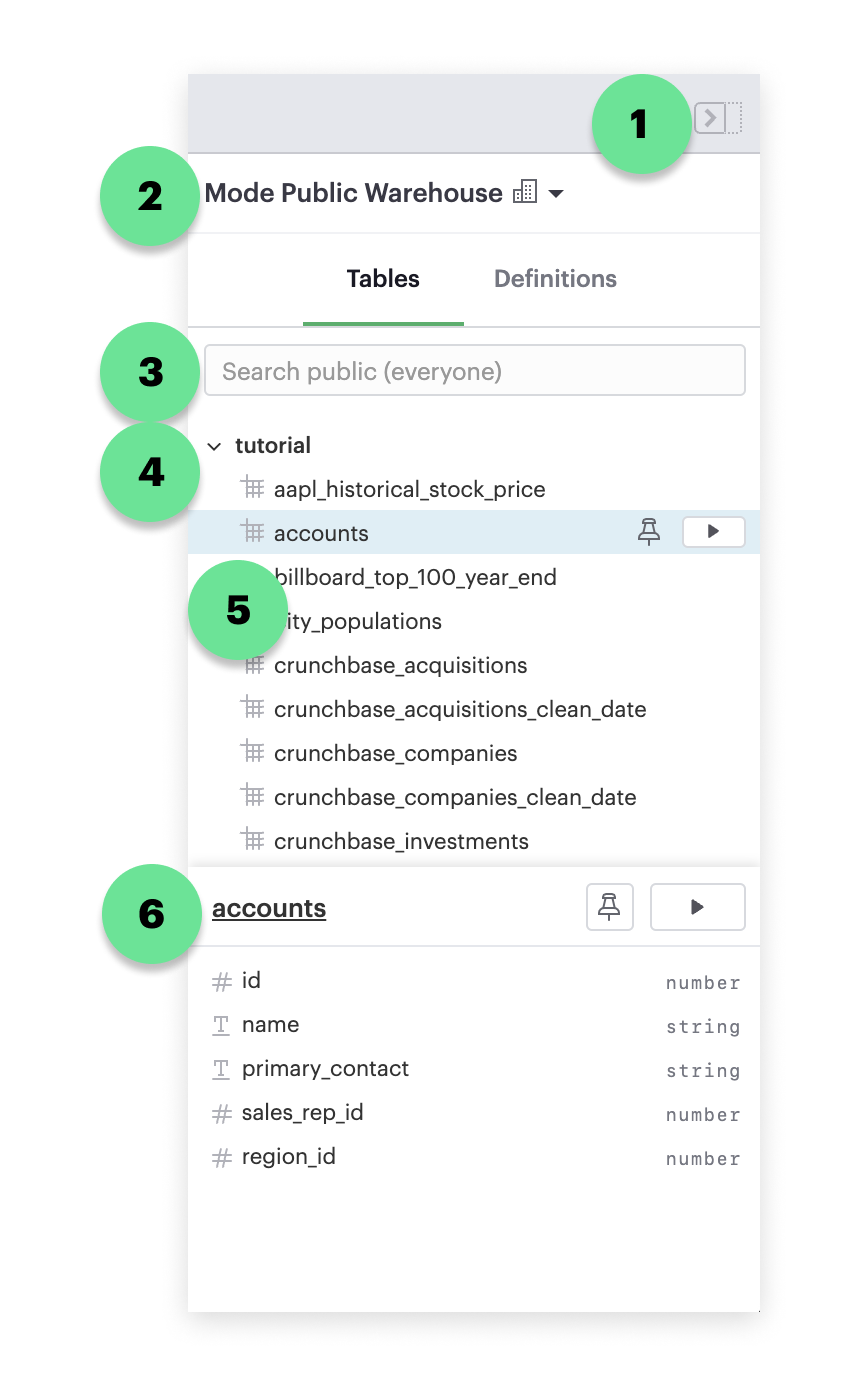 1
2 Mode Public Warehouse
Tables Definitions
3 Search public (everyone)
4 tutorial
aapl_historical_stock_price
accounts
billboard_top_100_year_end
5 ity_populations
crunchbase_acquisitions
crunchbase_acquisitions_clean_date
crunchbase_companies
crunchbase_companies_clean_date
crunchbase_investments
6 accounts
# id number
T name string
T primary_contact string
# sales_rep_id number
# region_id number